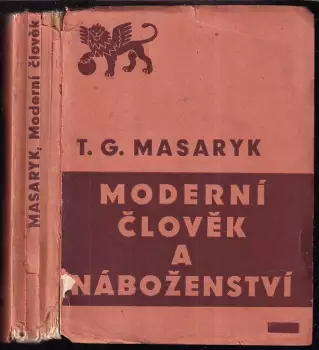 MASARYK, Moderní člověk
T. G. MASARYK
MODERNÍ
ČLOVĚK
A
NÁBOŽENSTVÍ